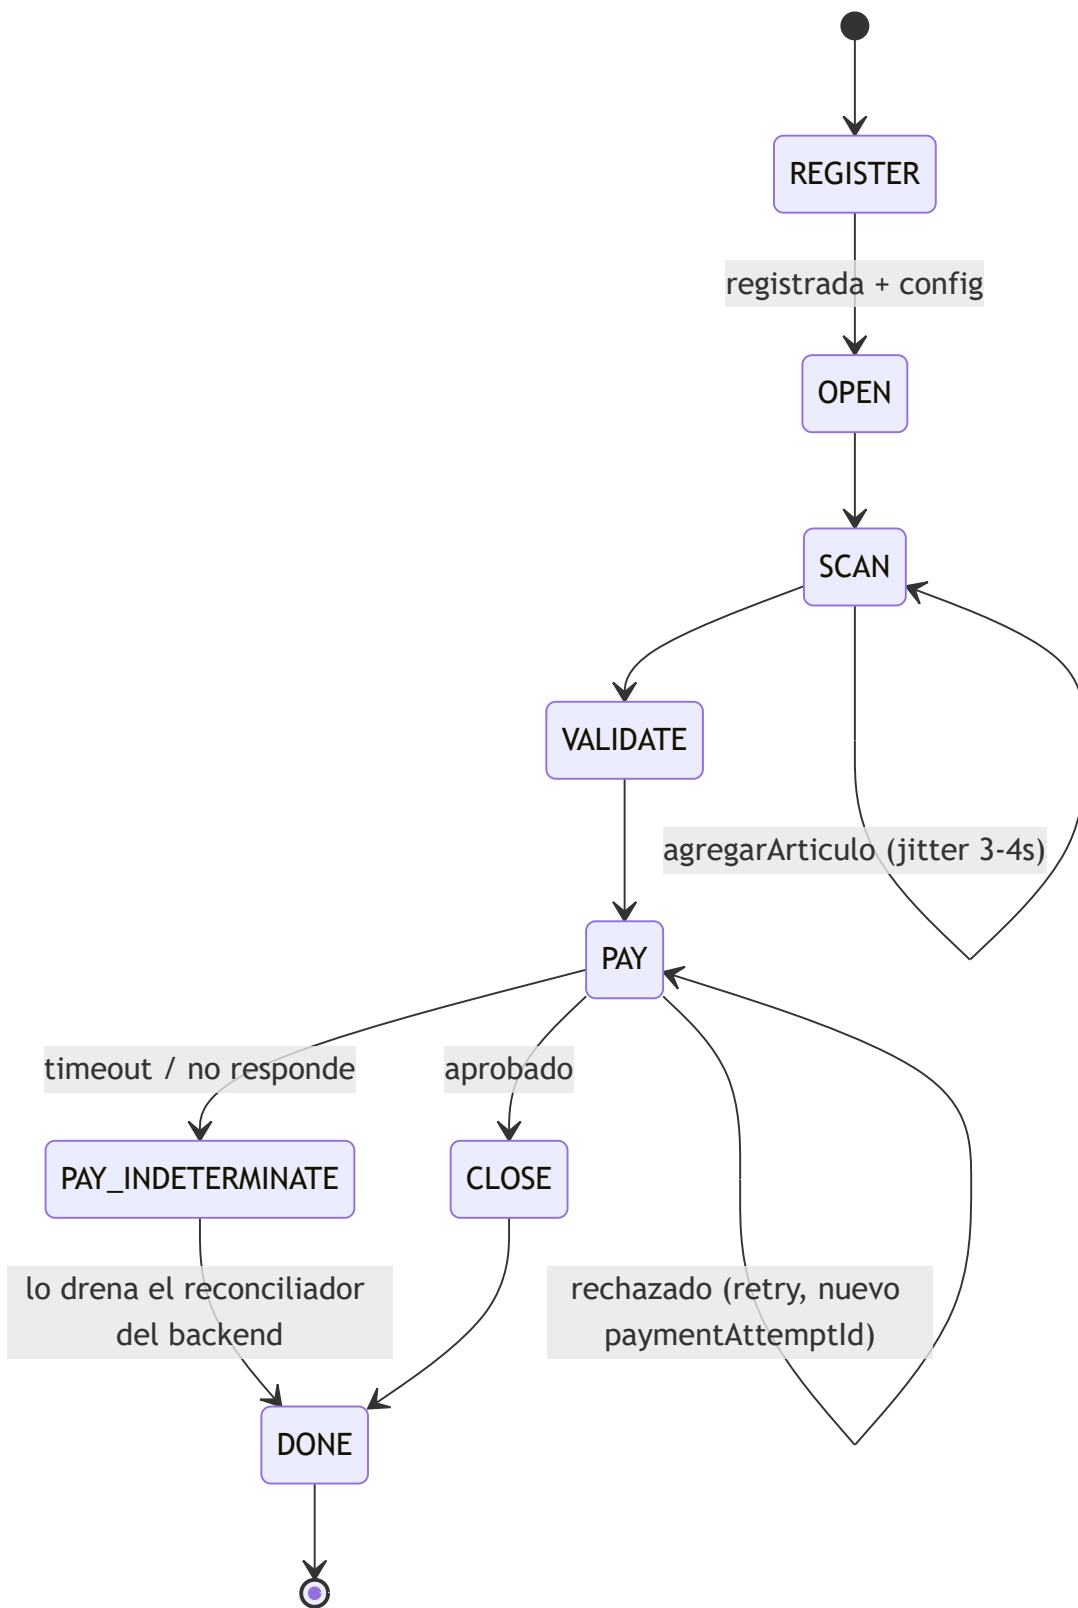 REGISTER
registrada + config
OPEN
SCAN
VALIDATE
agregarArticulo (jitter 3-4s)
PAY
timeout / no responde
aprobado
PAY_INDETERMINATE
CLOSE
lo drena el reconciliador
del backend
rechazado (retry, nuevo
paymentAttemptId)
DONE